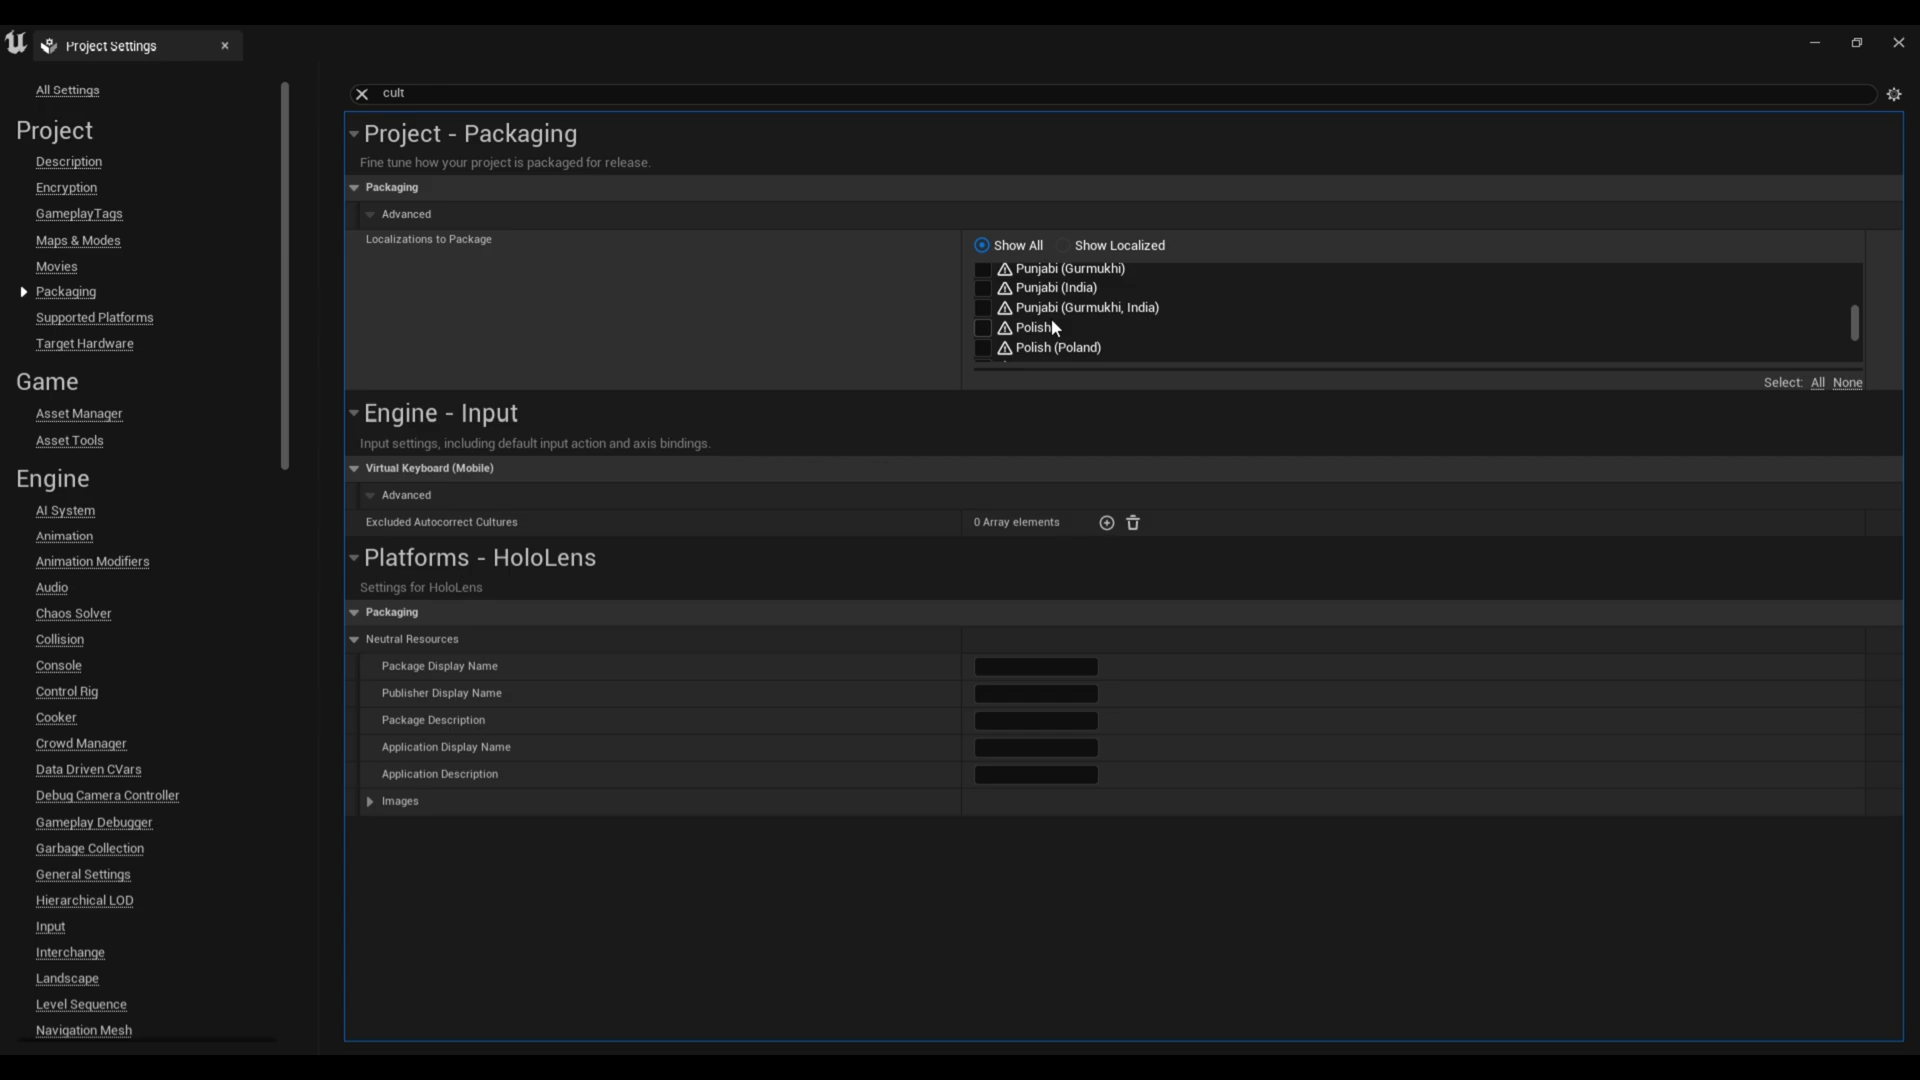 Project Settings
All Settings
Project
Description
Encryption
GameplayTags
Maps & Modes
Movies
Packaging
Supported Platforms
Target Hardware
Game
Asset Manager
Asset Tools
Engine
AI System
Animation
Animation Modifiers
Audio
Chaos Solver
Collision
Console
Control Rig
Cooker
Crowd Manager
Data Driven CVars
Debug Camera Controller
Gameplay Debugger
Garbage Collection
General Settings
Hierarchical LOD
Input
Interchange
Landscape
Level Sequence
Navigation Mesh
cult
Project - Packaging
Fine tune how your project is packaged for release.
Packaging
Advanced
Localizations to Package
Show All Show Localized
Punjabi (Gurmukhi)
Punjabi (India)
Punjabi (Gurmukhi, India)
Polish
Polish (Poland)
Select: All None
Engine - Input
Input settings, including default input action and axis bindings.
Virtual Keyboard (Mobile)
Advanced
Excluded Autocorrect Cultures 0 Array elements
Platforms - HoloLens
Settings for HoloLens
Packaging
Neutral Resources
Package Display Name
Publisher Display Name
Package Description
Application Display Name
Application Description
Images